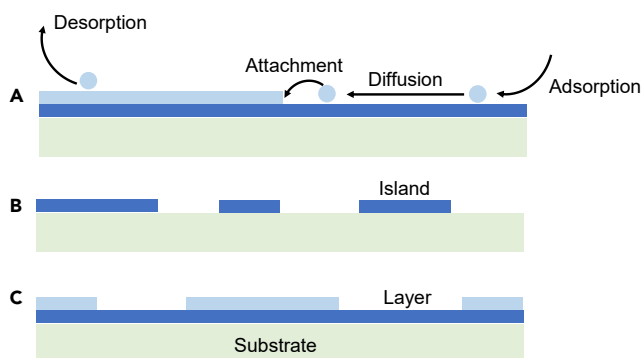 Desorption
Attachment
Diffusion
Adsorption
A
Island
B
C
Layer
Substrate